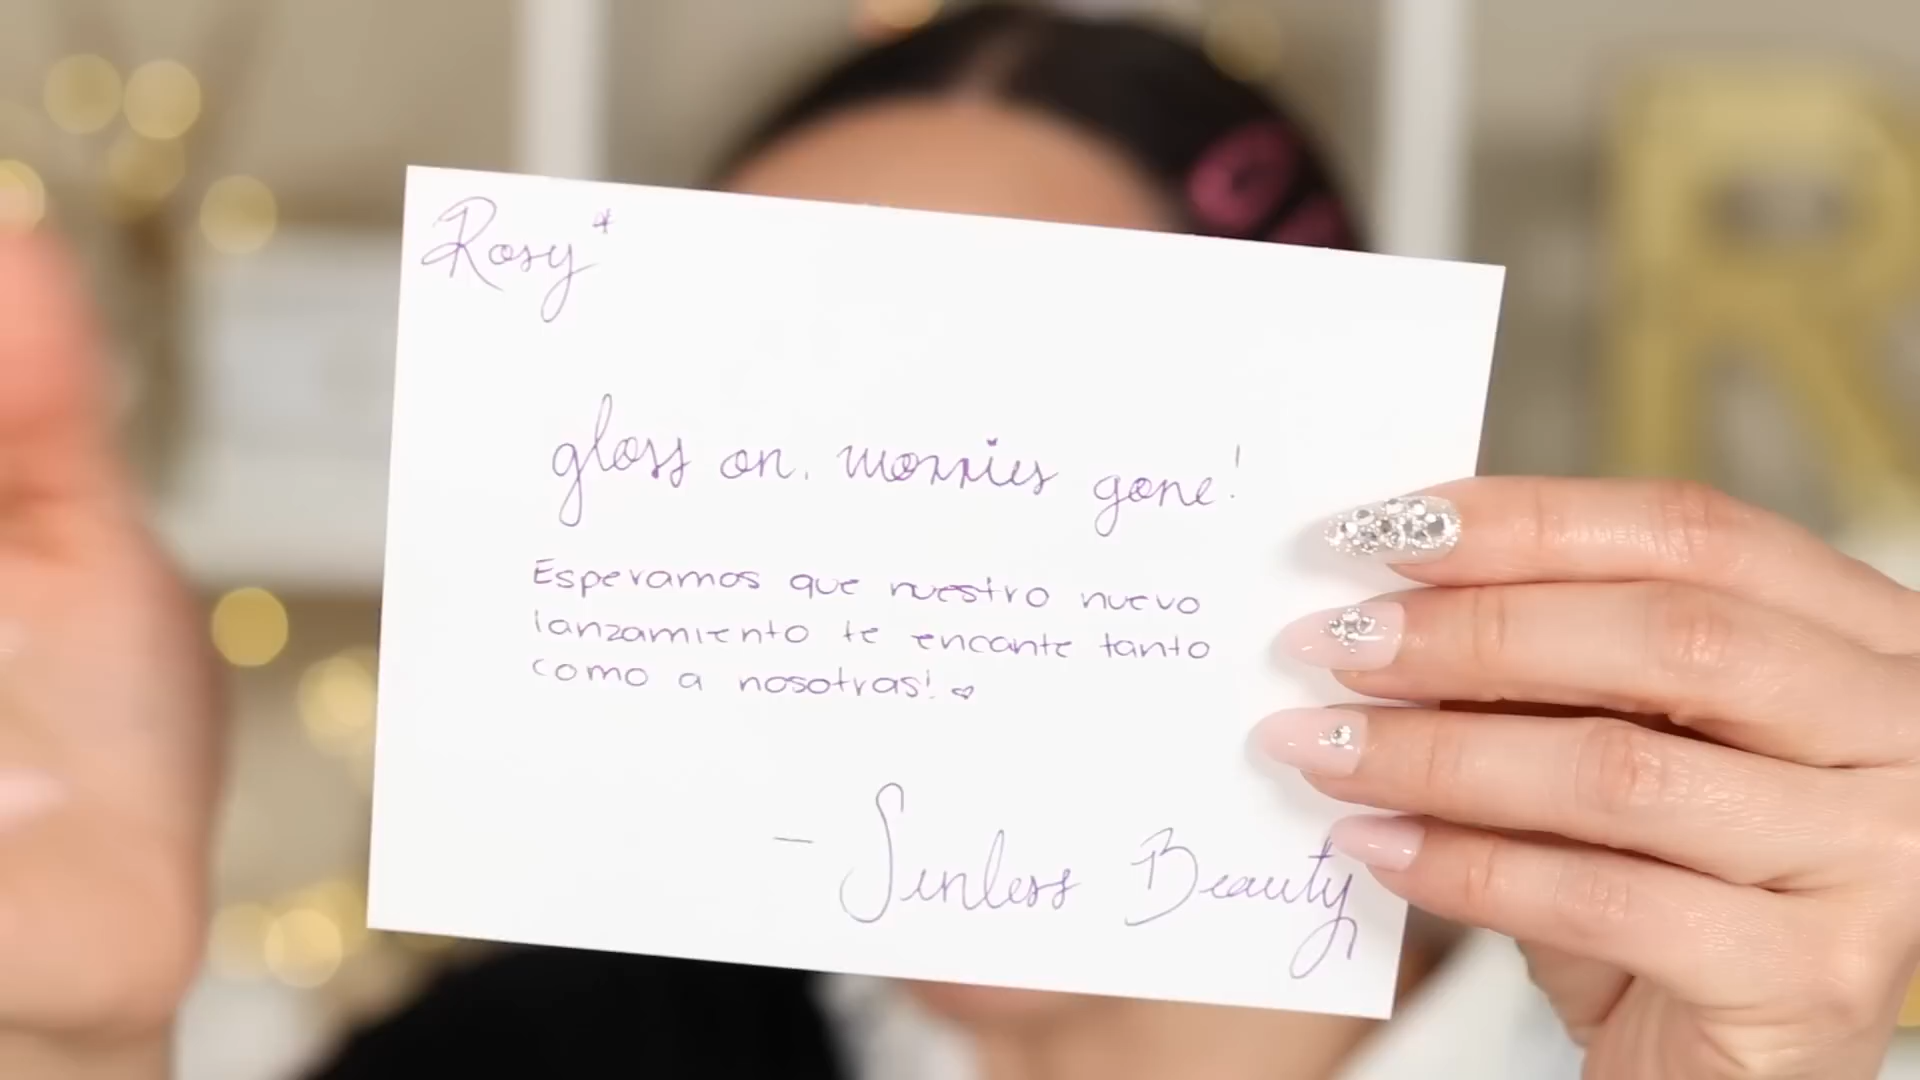 Rosy*
gloss on, worries gone!
Esperamos que nuestro nuevo
lanzamiento te encante tanto
como a nosotras! ♡
- Sinless Beauty
R